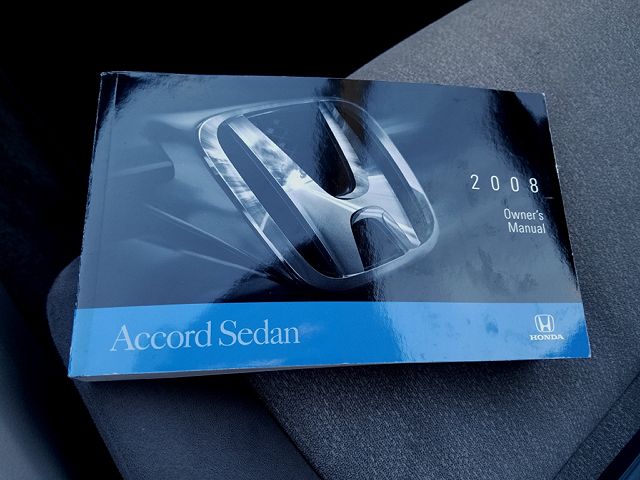 2008
Owner's
Manual
Accord Sedan
HONDA